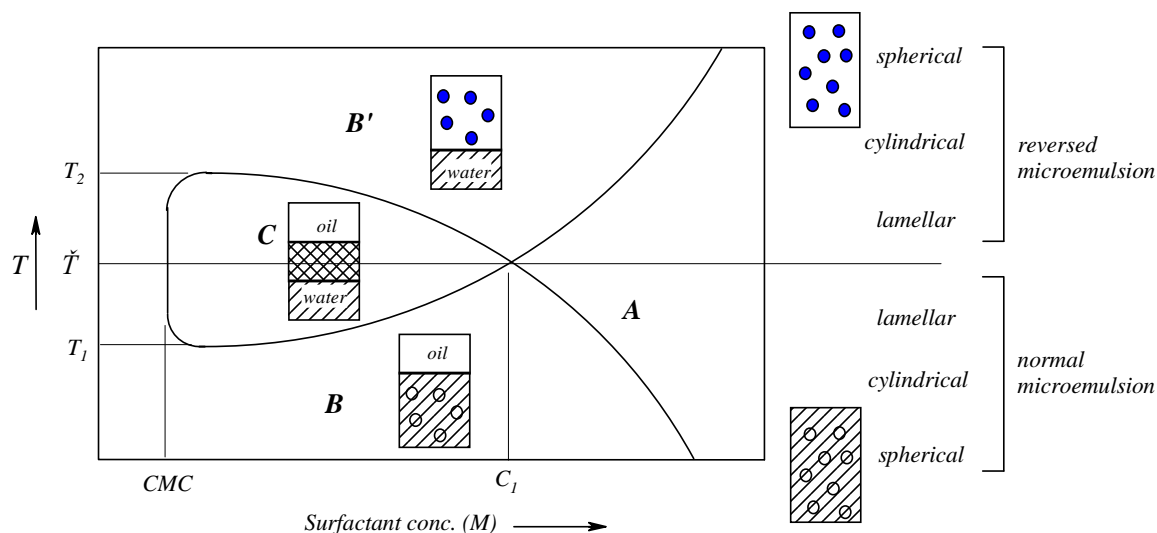 spherical
B'
cylindrical
reversed
microemulsion
water
T2
lamellar
oil
C
T
Ť
water
A
lamellar
T1
oil
normal
microemulsion
cylindrical
B
spherical
CMC
C1
Surfactant conc. (M)